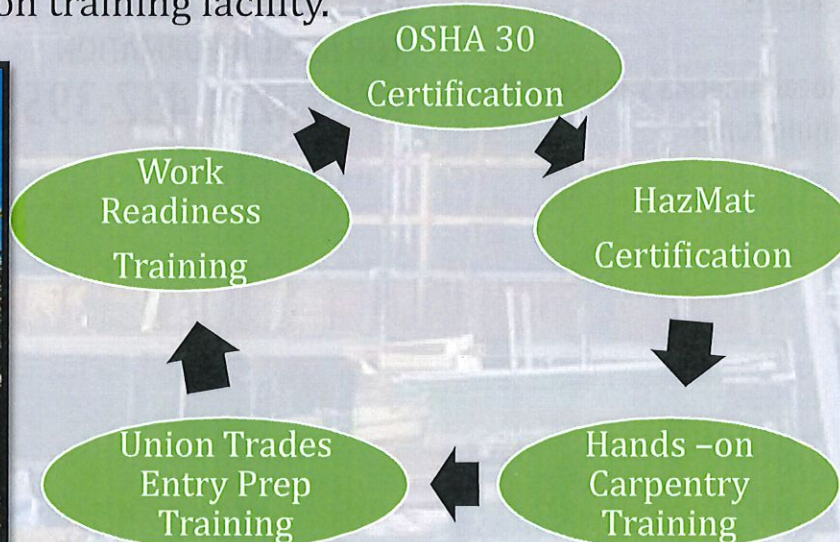 on training facility.
OSHA 30
Certification
Work
Readiness
Training
HazMat
Certification
Union Trades
Entry Prep
Training
Hands –on
Carpentry
Training